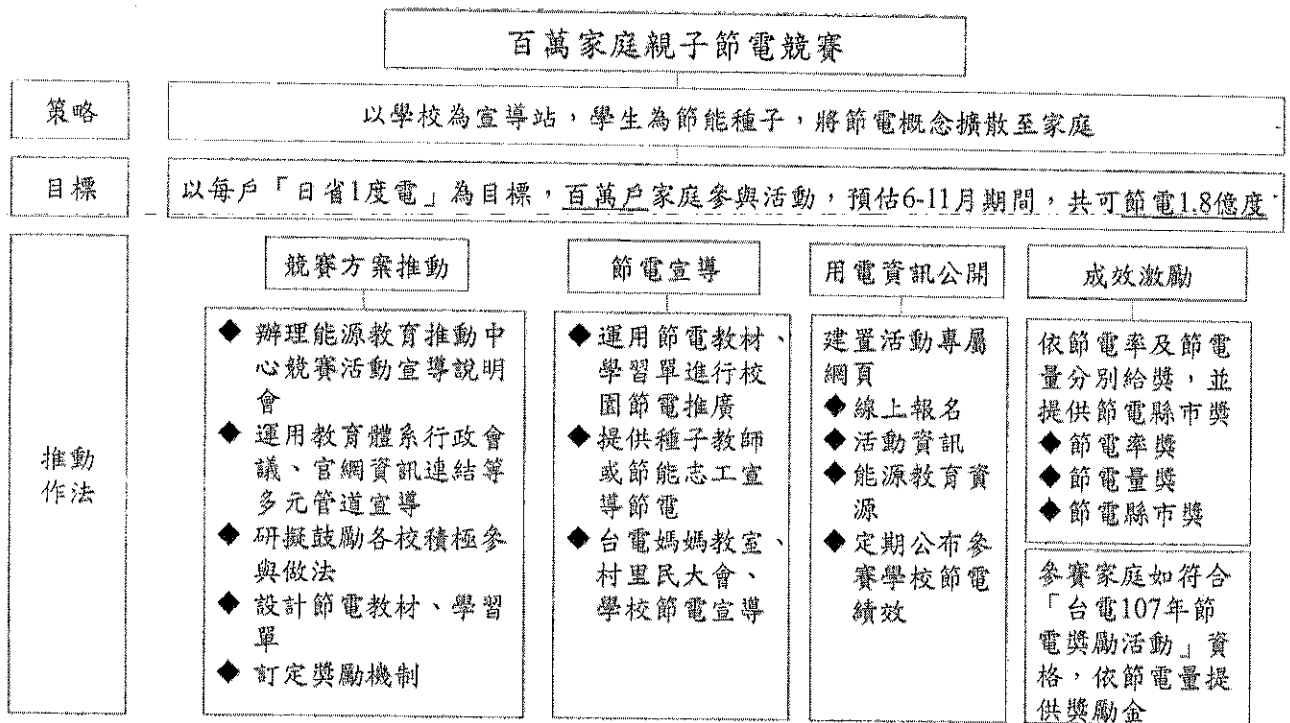 百萬家庭親子節電競賽
策略
以學校為宣導站，學生為節能種子，將節電概念擴散至家庭
目標
以每戶「日省1度電」為目標，百萬戶家庭參與活動，預估6-11月期間，共可節電1.8億度
推動
作法
競賽方案推動
◆ 辦理能源教育推動中
心競賽活動宣導說明
會
◆ 運用教育體系行政會
議、官網資訊連結等
多元管道宣導
◆ 研擬鼓勵各校積極參
與做法
◆ 設計節電教材、學習
單
◆ 訂定獎勵機制
節電宣導
◆ 運用節電教材、
學習單進行校
園節電推廣
◆ 提供種子教師
或節能志工宣
導節電
◆ 台電媽媽教室、
村里民大會、
學校節電宣導
用電資訊公開
建置活動專屬
網頁
◆ 線上報名
◆ 活動資訊
◆ 能源教育資
源
◆ 定期公布參
賽學校節電
績效
成效激勵
依節電率及節電
量分別給獎，並
提供節電縣市獎
◆ 節電率獎
◆ 節電量獎
◆ 節電縣市獎
參賽家庭如符合
「台電107年節
電獎勵活動」資
格，依節電量提
供獎勵金